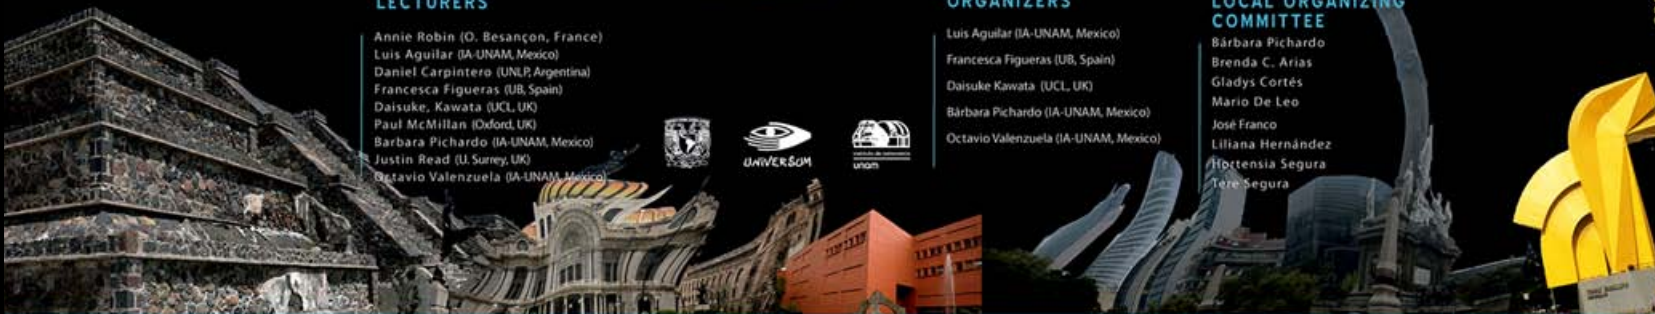 LECTURERS
Annie Robin (O. Besançon, France)
Luis Aguilar (IA-UNAM, Mexico)
Daniel Carpintero (UNLP, Argentina)
Francesca Figueras (UB, Spain)
Daisuke, Kawata (UCL, UK)
Paul McMillan (Oxford, UK)
Barbara Pichardo (IA-UNAM, Mexico)
Justin Read (U. Surrey, UK)
Octavio Valenzuela (IA-UNAM, Mexico)
UNIVERSUM
unam
ORGANIZERS
Luis Aguilar (IA-UNAM, Mexico)
Francesca Figueras (UB, Spain)
Daisuke Kawata (UCL, UK)
Bárbara Pichardo (IA-UNAM, Mexico)
Octavio Valenzuela (IA-UNAM, Mexico)
LOCAL ORGANIZING
COMMITTEE
Bárbara Pichardo
Brenda C. Arias
Gladys Cortés
Mario De Leo
José Franco
Liliana Hernández
Hortensia Segura
Tere Segura